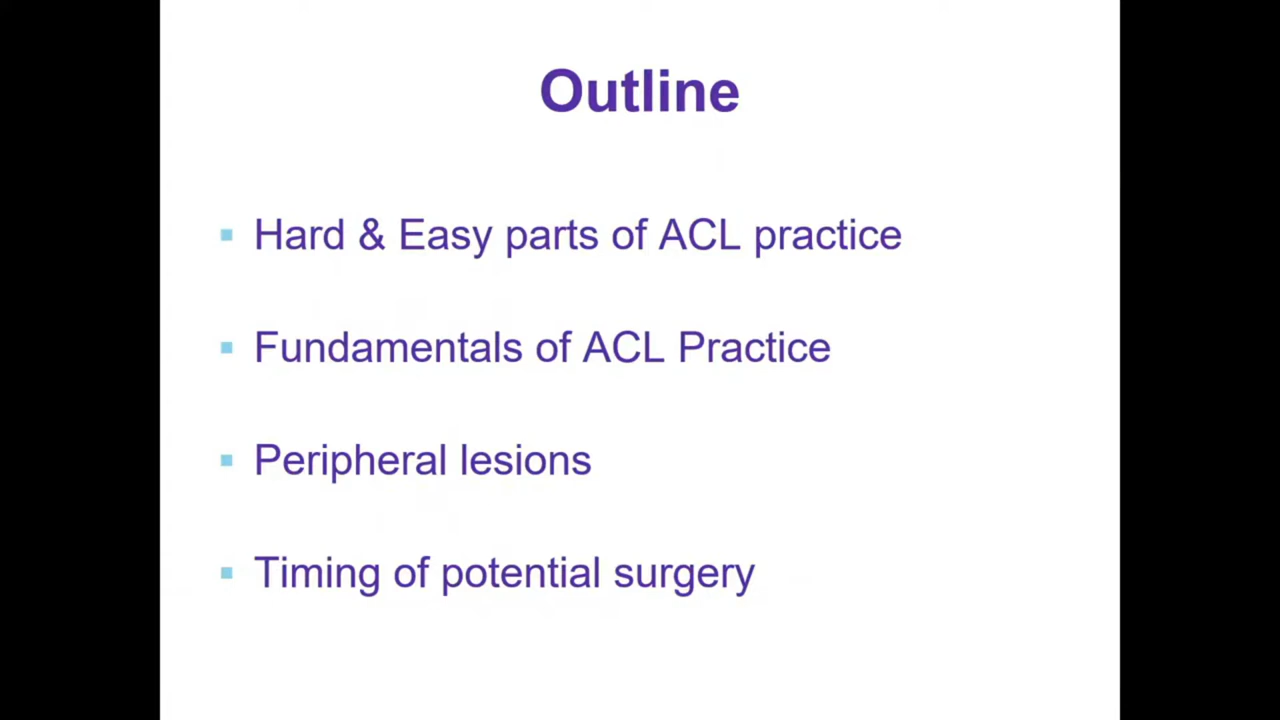 Outline
Hard & Easy parts of ACL practice
Fundamentals of ACL Practice
Peripheral lesions
Timing of potential surgery